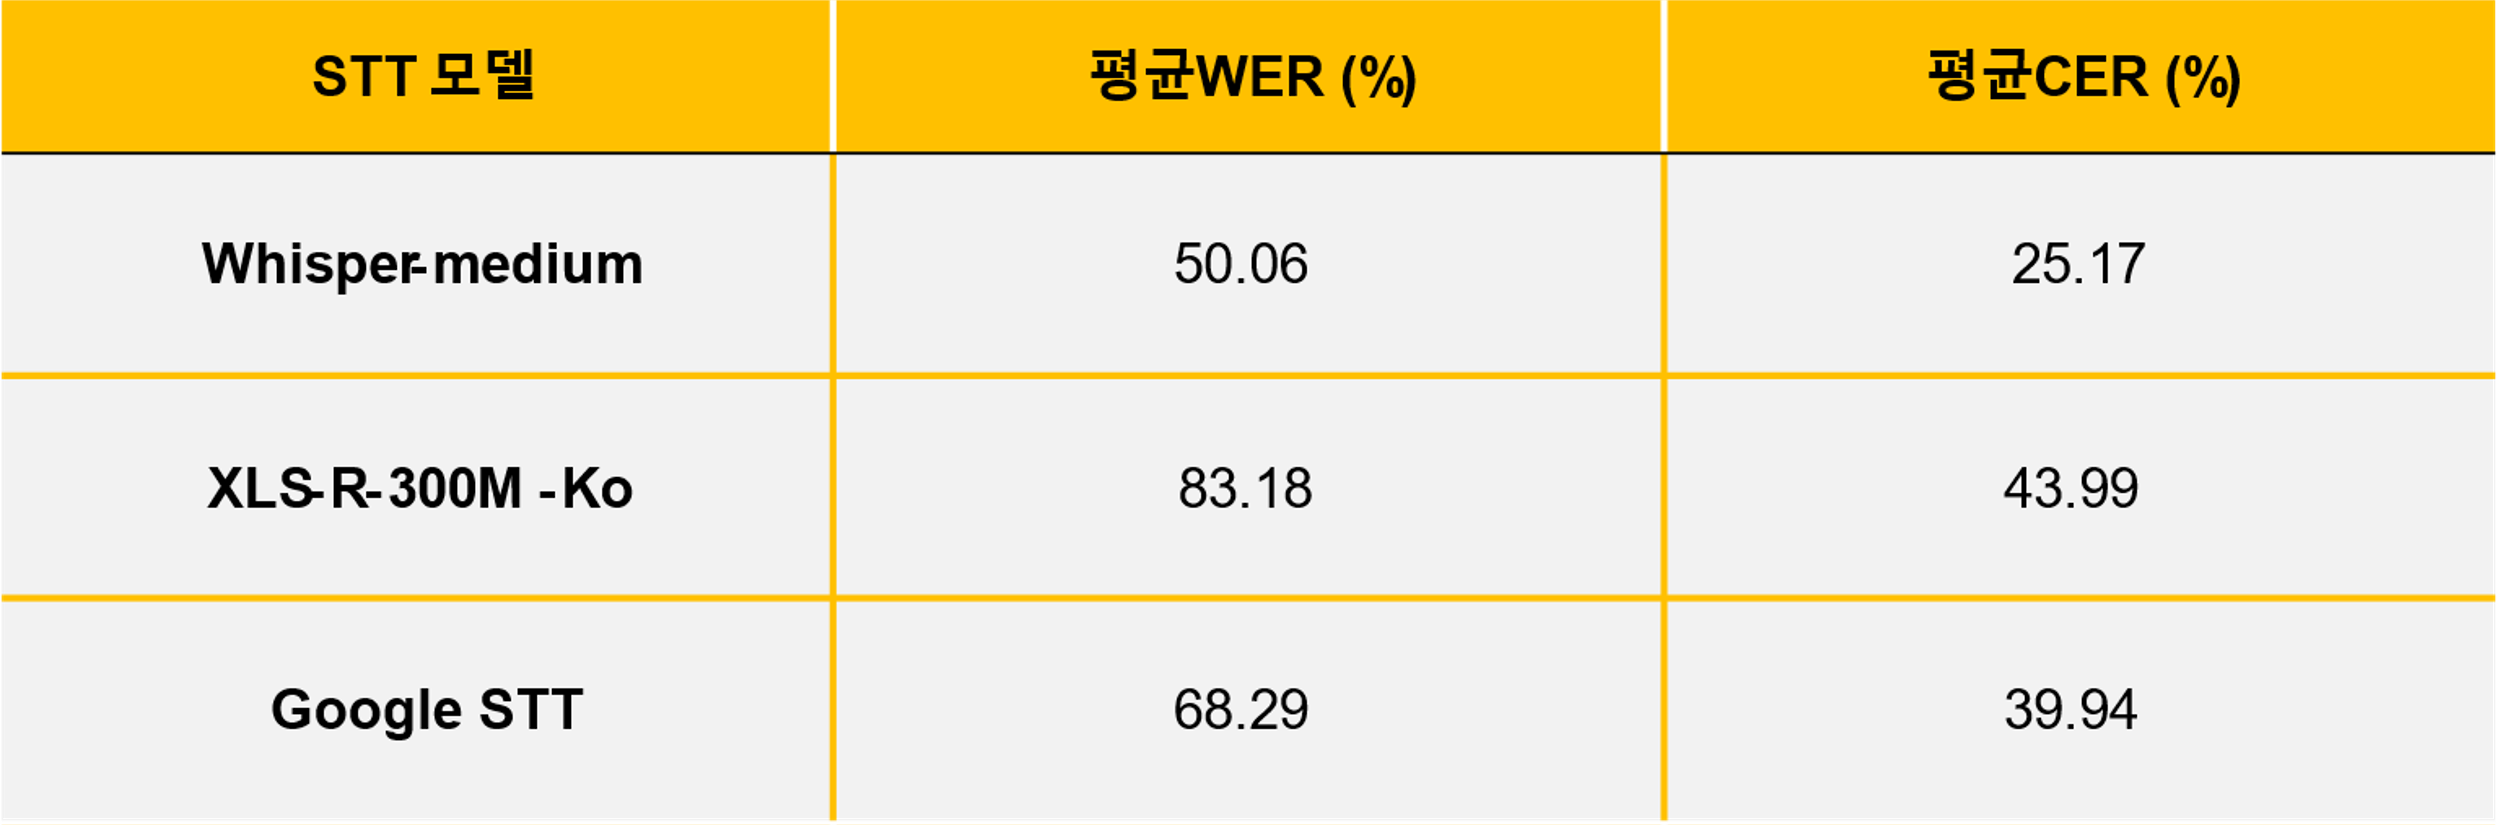 STT 모델 평균WER (%) 평균CER (%)
Whisper-medium 50.06 25.17
XLS-R-300M-Ko 83.18 43.99
Google STT 68.29 39.94